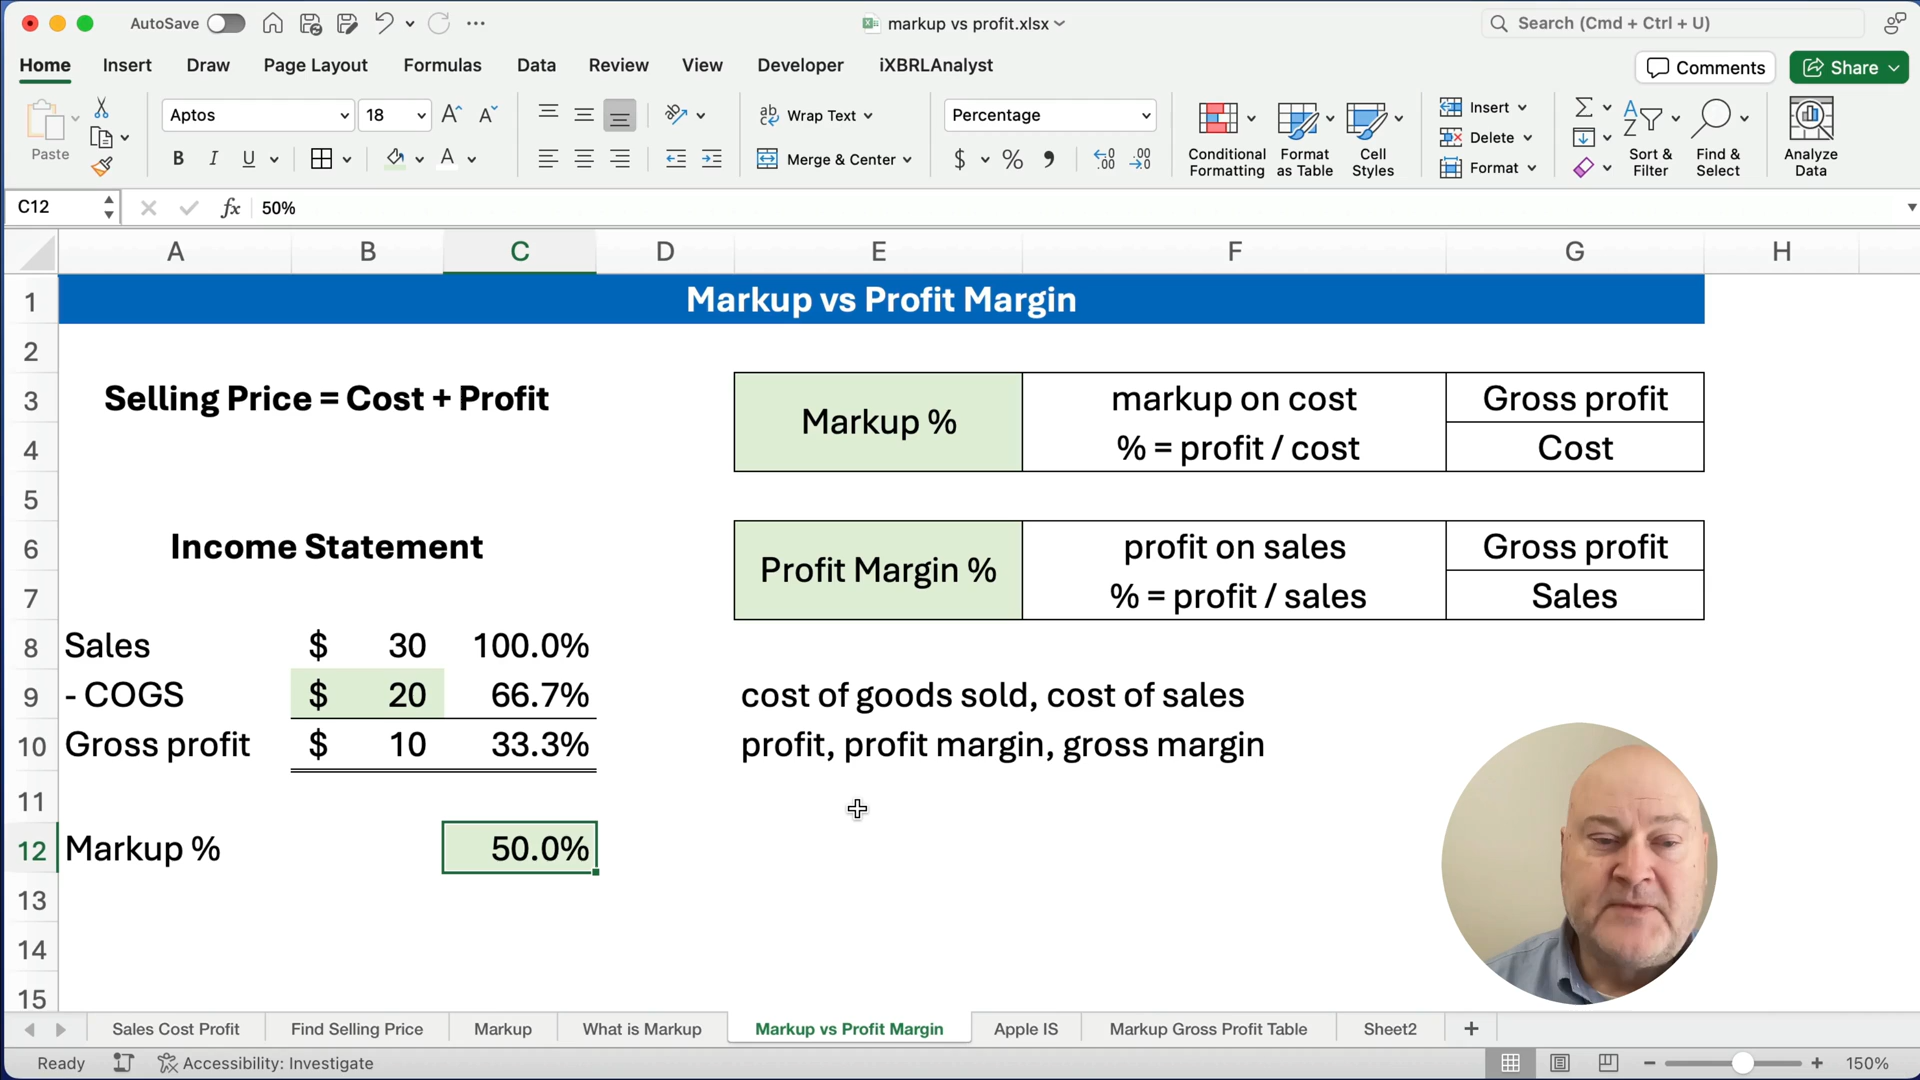 AutoSave
markup vs profit.xlsx
Search (Cmd + Ctrl + U)
Home Insert Draw Page Layout Formulas Data Review View Developer iXBRLAnalyst
Comments
Share
Paste
Aptos
18
B I U
Wrap Text
Merge & Center
Percentage
Conditional Formatting
Format as Table
Cell Styles
Insert
Delete
Format
Sort & Filter
Find & Select
Analyze Data
C12
fx 50%
A B C D E F G H
1 Markup vs Profit Margin
2
3 Selling Price = Cost + Profit Markup % markup on cost Gross profit
4 % = profit / cost Cost
5
6 Income Statement Profit Margin % profit on sales Gross profit
7 % = profit / sales Sales
8 Sales $ 30 100.0%
9 - COGS $ 20 66.7% cost of goods sold, cost of sales
10 Gross profit $ 10 33.3% profit, profit margin, gross margin
11
12 Markup % 50.0%
13
14
15
Sales Cost Profit Find Selling Price Markup What is Markup Markup vs Profit Margin Apple IS Markup Gross Profit Table Sheet2
Ready Accessibility: Investigate 150%